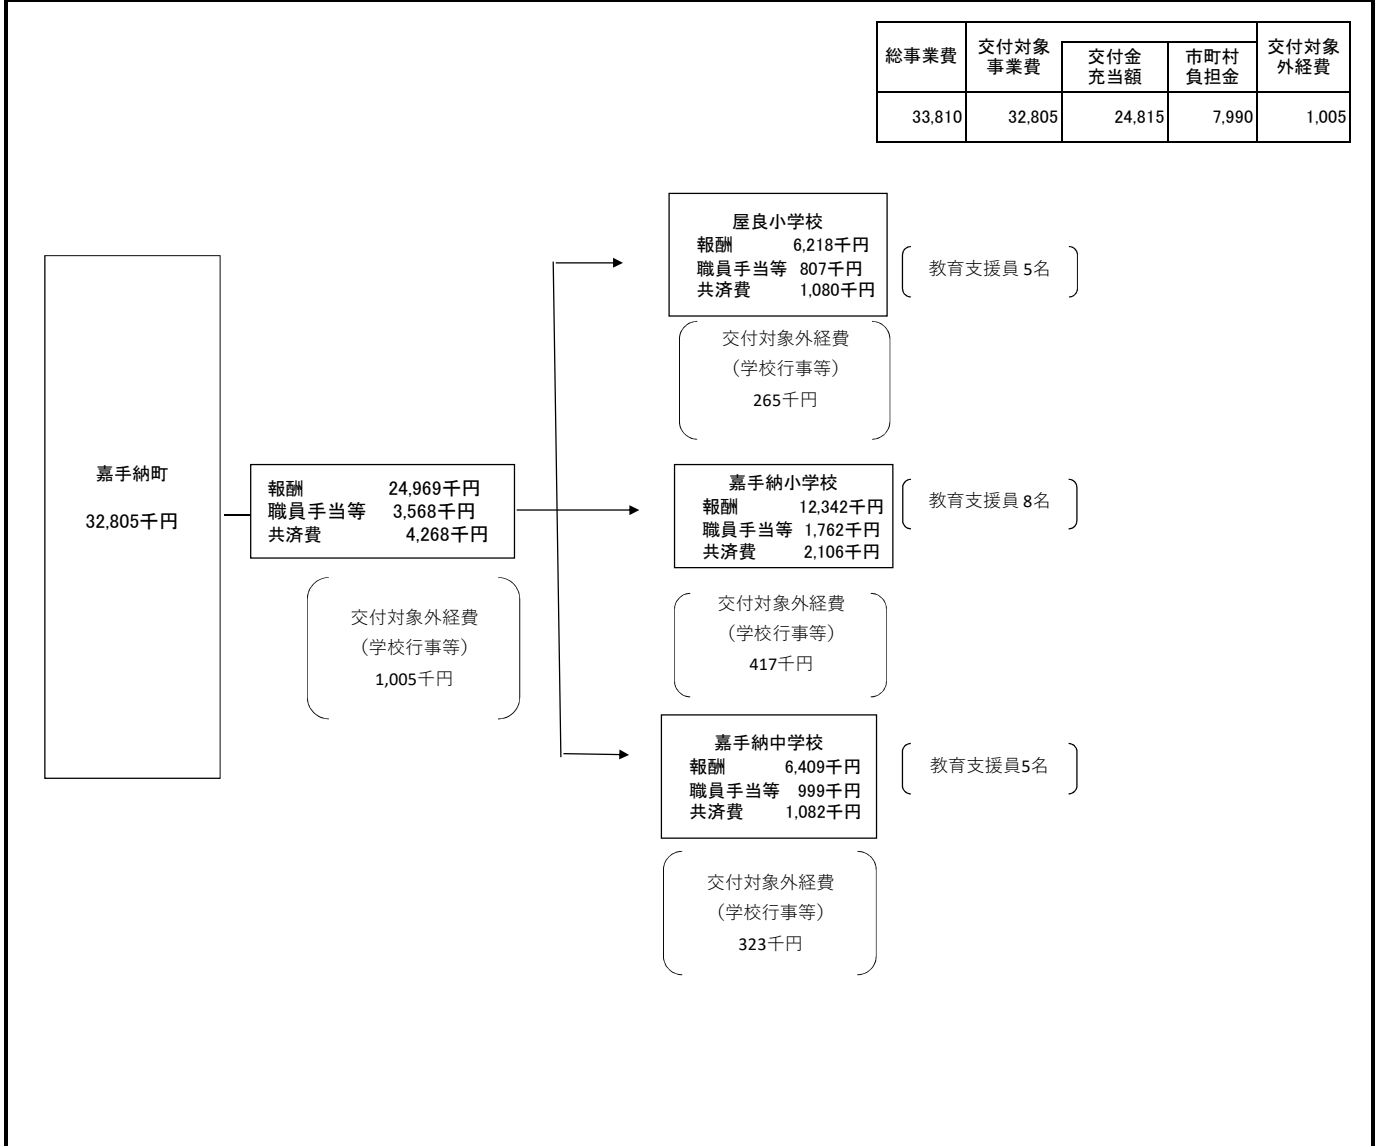 総事業費 交付対象事業費 交付金充当額 市町村負担金 交付対象外経費
33,810 32,805 24,815 7,990 1,005
嘉手納町
32,805千円
報酬 24,969千円
職員手当等 3,568千円
共済費 4,268千円
交付対象外経費
（学校行事等）
1,005千円
屋良小学校
報酬 6,218千円
職員手当等 807千円
共済費 1,080千円
教育支援員 5名
交付対象外経費
（学校行事等）
265千円
嘉手納小学校
報酬 12,342千円
職員手当等 1,762千円
共済費 2,106千円
教育支援員 8名
交付対象外経費
（学校行事等）
417千円
嘉手納中学校
報酬 6,409千円
職員手当等 999千円
共済費 1,082千円
教育支援員5名
交付対象外経費
（学校行事等）
323千円